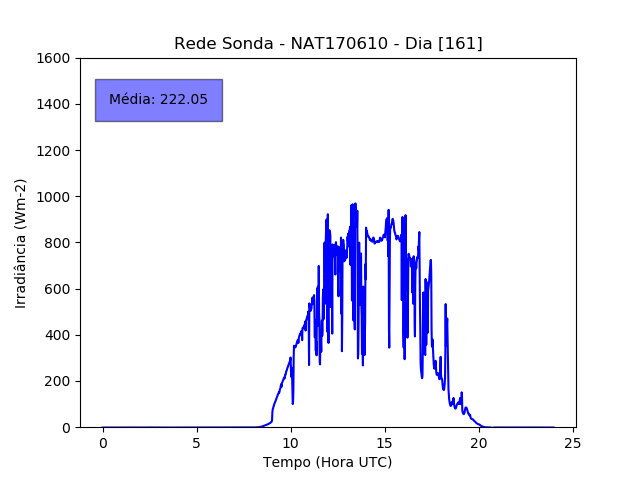 Rede Sonda - NAT170610 - Dia [161]
1600
1400
1200
1000
800
600
400
200
0
Média: 222.05
Irradiância (Wm-2)
0 5 10 15 20 25
Tempo (Hora UTC)